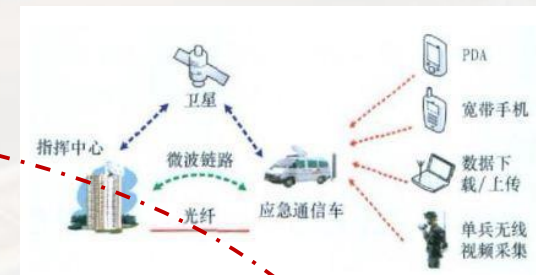 PDA
卫星
宽带手机
指挥中心
微波链路
数据下
载/上传
光纤
应急通信车
单兵无线
视频采集